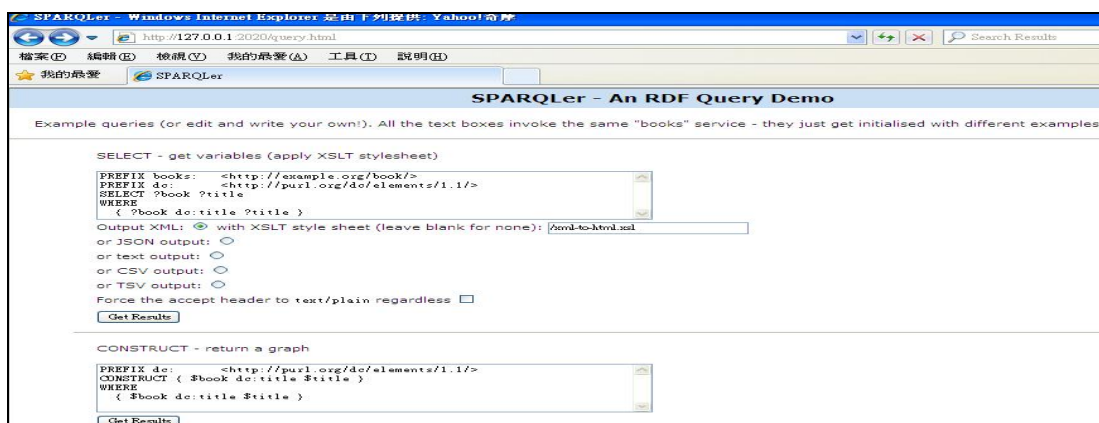 SPARQLer - Windows Internet Explorer 是由下列提供: Yahoo!奇摩
http://127.0.0.1:2020/query.html
Search Results
檔案(F) 編輯(E) 檢視(V) 我的最愛(A) 工具(T) 說明(H)
我的最愛 SPARQLer
SPARQLer - An RDF Query Demo
Example queries (or edit and write your own!). All the text boxes invoke the same "books" service - they just get initialised with different examples
SELECT - get variables (apply XSLT stylesheet)
PREFIX books: <http://example.org/book/>
PREFIX dc: <http://purl.org/dc/elements/1.1/>
SELECT ?book ?title
WHERE
{ ?book dc:title ?title }
Output XML: with XSLT style sheet (leave blank for none): /xml-to-html.xsl
or JSON output:
or text output:
or CSV output:
or TSV output:
Force the accept header to text/plain regardless
Get Results
CONSTRUCT - return a graph
PREFIX dc: <http://purl.org/dc/elements/1.1/>
CONSTRUCT { $book dc:title $title }
WHERE
{ $book dc:title $title }
Get Results